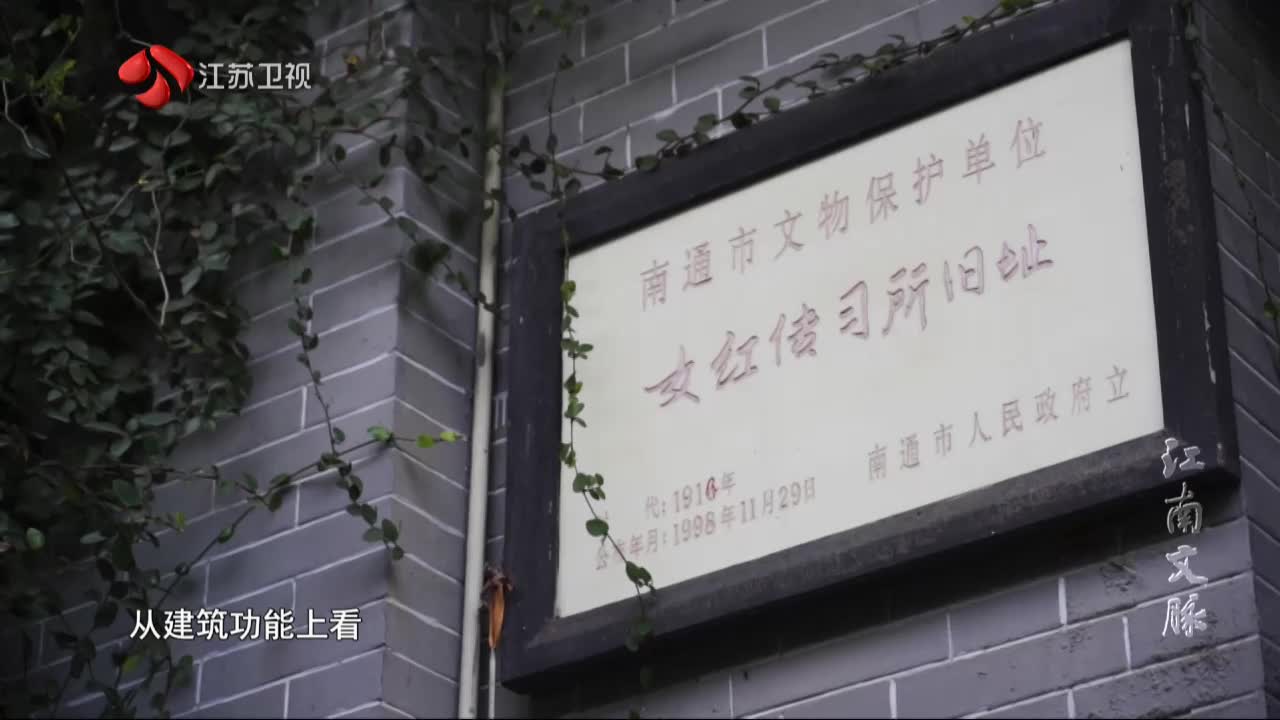 江苏卫视
南通市文物保护单位
女红传习所旧址
南通市人民政府立
代：1916年
公布年月：1998年11月29日
从建筑功能上看
江南文脉